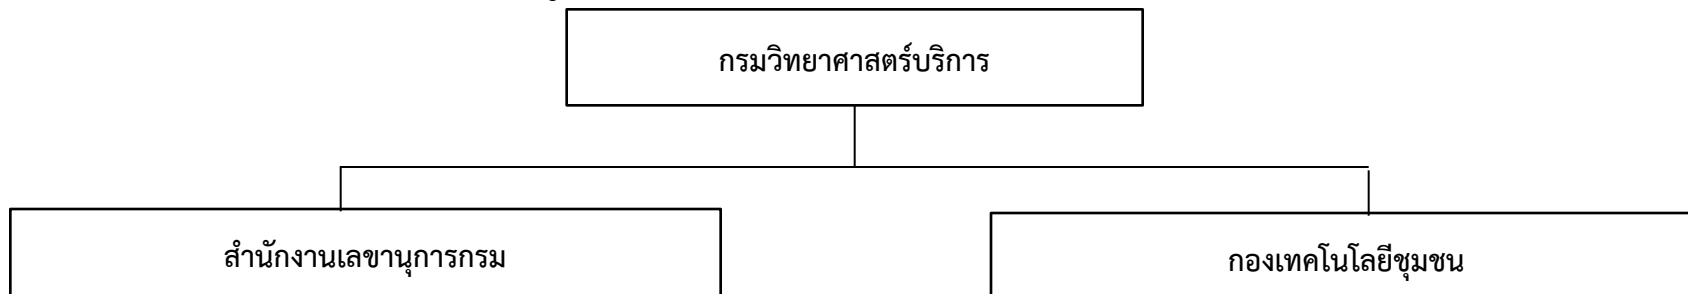 กรมวิทยาศาสตร์บริการ
สำนักงานเลขานุการกรม
กองเทคโนโลยีชุมชน